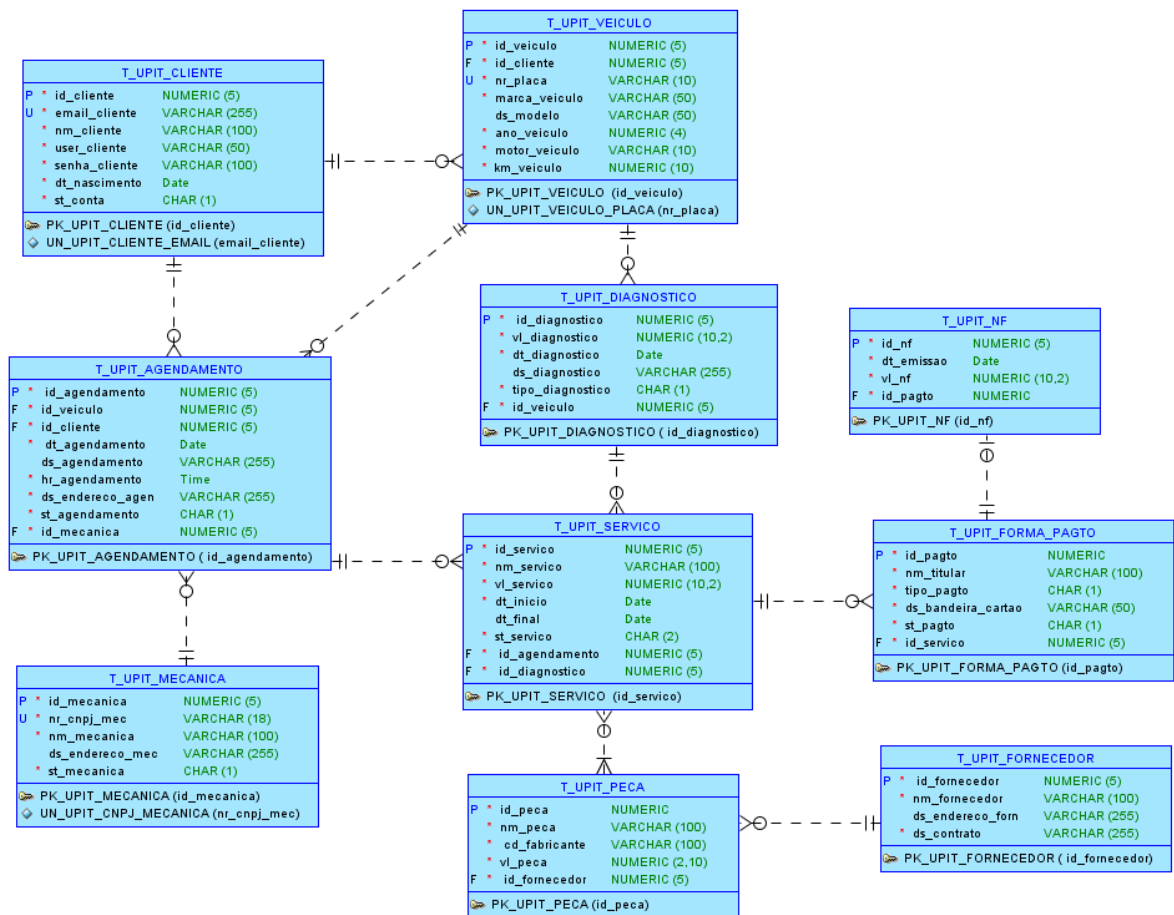 T_UPIT_CLIENTE
P * id_cliente NUMERIC (5)
U * email_cliente VARCHAR (255)
* nm_cliente VARCHAR (100)
* user_cliente VARCHAR (50)
* senha_cliente VARCHAR (100)
* dt_nascimento Date
* st_conta CHAR (1)
PK_UPIT_CLIENTE (id_cliente)
UN_UPIT_CLIENTE_EMAIL (email_cliente)
T_UPIT_VEICULO
P * id_veiculo NUMERIC (5)
F * id_cliente NUMERIC (5)
U * nr_placa VARCHAR (10)
* marca_veiculo VARCHAR (50)
ds_modelo VARCHAR (50)
* ano_veiculo NUMERIC (4)
* motor_veiculo VARCHAR (10)
* km_veiculo NUMERIC (10)
PK_UPIT_VEICULO (id_veiculo)
UN_UPIT_VEICULO_PLACA (nr_placa)
T_UPIT_DIAGNOSTICO
P * id_diagnostico NUMERIC (5)
* vl_diagnostico NUMERIC (10,2)
* dt_diagnostico Date
ds_diagnostico VARCHAR (255)
* tipo_diagnostico CHAR (1)
F * id_veiculo NUMERIC (5)
PK_UPIT_DIAGNOSTICO ( id_diagnostico)
T_UPIT_NF
P * id_nf NUMERIC (5)
* dt_emissao Date
* vl_nf NUMERIC (10,2)
F * id_pagto NUMERIC
PK_UPIT_NF (id_nf)
T_UPIT_AGENDAMENTO
P * id_agendamento NUMERIC (5)
F * id_veiculo NUMERIC (5)
F * id_cliente NUMERIC (5)
* dt_agendamento Date
ds_agendamento VARCHAR (255)
* hr_agendamento Time
* ds_endereco_agen VARCHAR (255)
* st_agendamento CHAR (1)
F * id_mecanica NUMERIC (5)
PK_UPIT_AGENDAMENTO ( id_agendamento)
T_UPIT_SERVICO
P * id_servico NUMERIC (5)
* nm_servico VARCHAR (100)
* vl_servico NUMERIC (10,2)
* dt_inicio Date
dt_final Date
* st_servico CHAR (2)
F * id_agendamento NUMERIC (5)
F * id_diagnostico NUMERIC (5)
PK_UPIT_SERVICO (id_servico)
T_UPIT_FORMA_PAGTO
P * id_pagto NUMERIC
* nm_titular VARCHAR (100)
* tipo_pagto CHAR (1)
* ds_bandeira_cartao VARCHAR (50)
* st_pagto CHAR (1)
F * id_servico NUMERIC (5)
PK_UPIT_FORMA_PAGTO (id_pagto)
T_UPIT_MECANICA
P * id_mecanica NUMERIC (5)
U * nr_cnpj_mec VARCHAR (18)
* nm_mecanica VARCHAR (100)
ds_endereco_mec VARCHAR (255)
* st_mecanica CHAR (1)
PK_UPIT_MECANICA (id_mecanica)
UN_UPIT_CNPJ_MECANICA (nr_cnpj_mec)
T_UPIT_PECA
P * id_peca NUMERIC
* nm_peca VARCHAR (100)
* cd_fabricante VARCHAR (100)
* vl_peca NUMERIC (2,10)
F * id_fornecedor NUMERIC (5)
PK_UPIT_PECA (id_peca)
T_UPIT_FORNECEDOR
P * id_fornecedor NUMERIC (5)
* nm_fornecedor VARCHAR (100)
ds_endereco_forn VARCHAR (255)
* ds_contrato VARCHAR (255)
PK_UPIT_FORNECEDOR ( id_fornecedor)